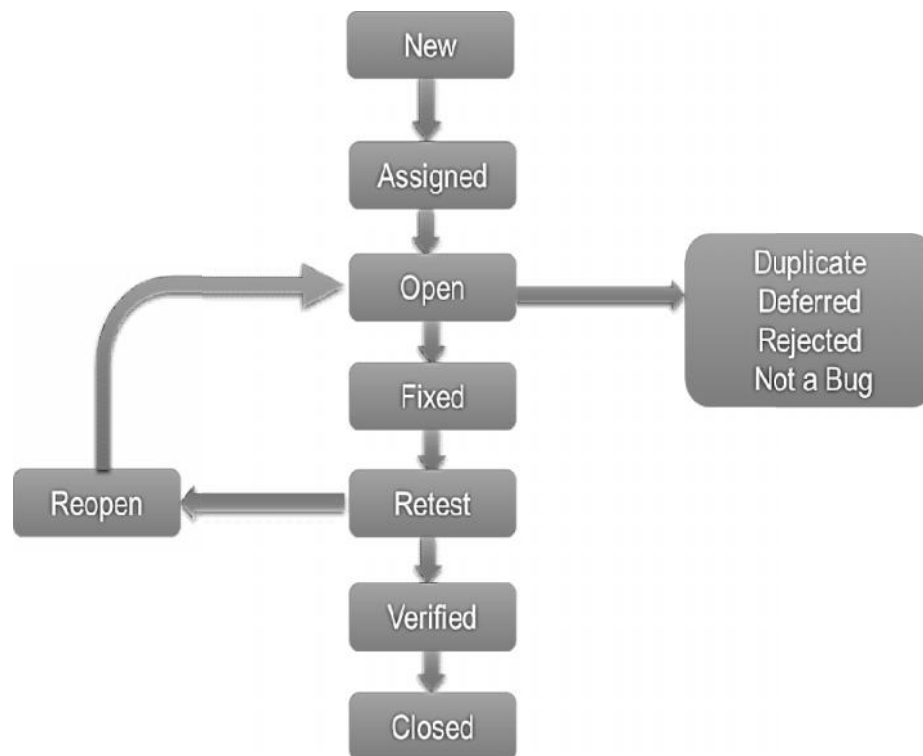 New
Assigned
Open
Duplicate
Deferred
Rejected
Not a Bug
Fixed
Reopen
Retest
Verified
Closed